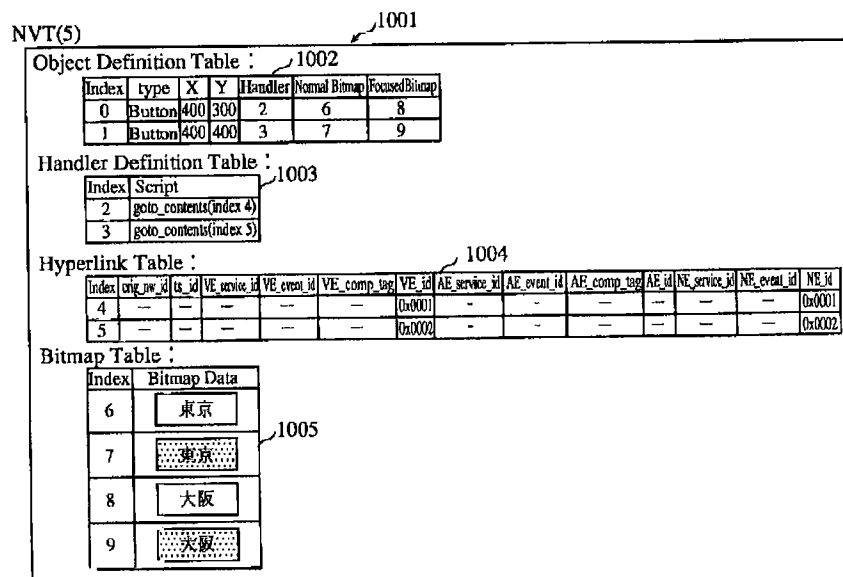 1001
NVT(5)
Object Definition Table : 1002
Index type X Y Handler Normal Bitmap FocusedBitmap
0 Button 400 300 2 6 8
1 Button 400 400 3 7 9
Handler Definition Table : 1003
Index Script
2 goto_contents(index 4)
3 goto_contents(index 5)
Hyperlink Table : 1004
Index orig_nw_id ts_id VE_service_id VE_event_id VE_comp_tag VE_id AE_service_id AE_event_id AE_comp_tag AE_id NE_service_id NE_event_id NE_id
4 — — — — — 0x0001 - - — — — — 0x0001
5 — — — — — 0x0002 - - — — — — 0x0002
Bitmap Table :
Index Bitmap Data
6 東京
7 東京 1005
8 大阪
9 大阪